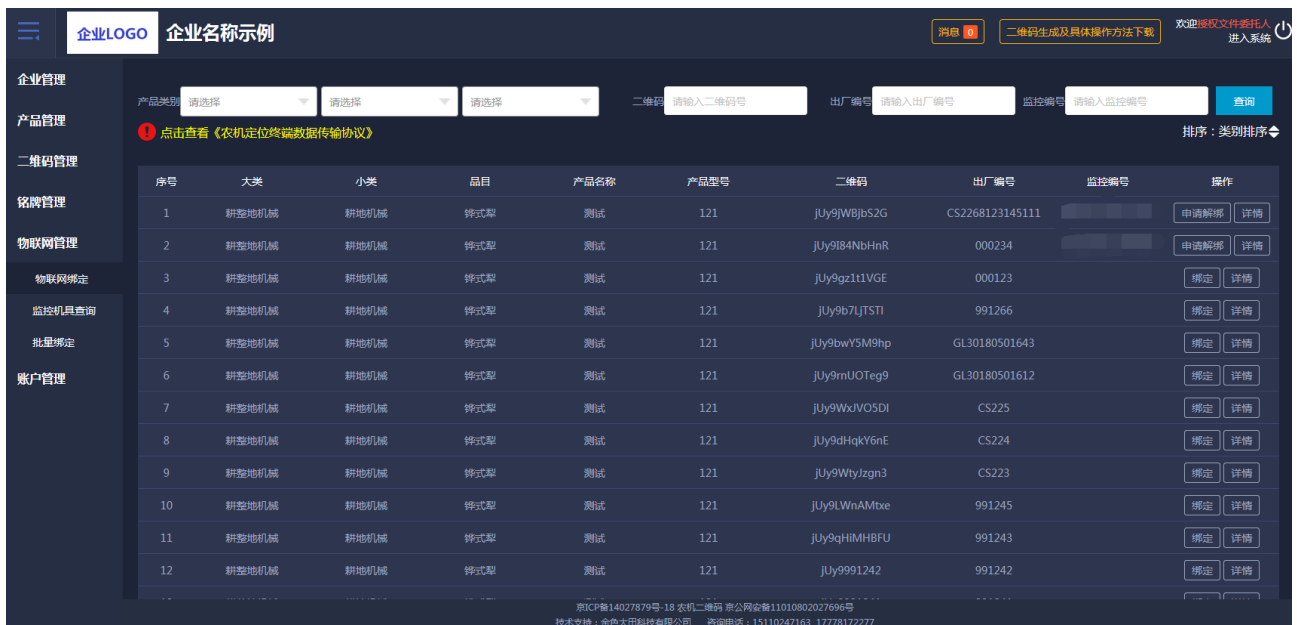 企业LOGO 企业名称示例 消息 0 二维码生成及具体操作方法下载 欢迎授权文件委托人
进入系统
企业管理
产品管理
二维码管理
铭牌管理
物联网管理
物联网绑定
监控机具查询
批量绑定
账户管理
产品类别 请选择 请选择 请选择 二维码 请输入二维码号 出厂编号 请输入出厂编号 监控编号 请输入监控编号 查询
点击查看《农机定位终端数据传输协议》 排序：类别排序
序号 大类 小类 品目 产品名称 产品型号 二维码 出厂编号 监控编号 操作
1 耕整地机械 耕地机械 铧式犁 测试 121 jUy9jWBjbS2G CS2268123145111 申请解绑 详情
2 耕整地机械 耕地机械 铧式犁 测试 121 jUy9I84NbHnR 000234 申请解绑 详情
3 耕整地机械 耕地机械 铧式犁 测试 121 jUy9gz1t1VGE 000123 绑定 详情
4 耕整地机械 耕地机械 铧式犁 测试 121 jUy9b7LjTSTI 991266 绑定 详情
5 耕整地机械 耕地机械 铧式犁 测试 121 jUy9bwY5M9hp GL30180501643 绑定 详情
6 耕整地机械 耕地机械 铧式犁 测试 121 jUy9rnUOTeg9 GL30180501612 绑定 详情
7 耕整地机械 耕地机械 铧式犁 测试 121 jUy9WxJVO5DI CS225 绑定 详情
8 耕整地机械 耕地机械 铧式犁 测试 121 jUy9dHqkY6nE CS224 绑定 详情
9 耕整地机械 耕地机械 铧式犁 测试 121 jUy9WtyJzgn3 CS223 绑定 详情
10 耕整地机械 耕地机械 铧式犁 测试 121 jUy9LWnAMtxe 991245 绑定 详情
11 耕整地机械 耕地机械 铧式犁 测试 121 jUy9qHiMHBFU 991243 绑定 详情
12 耕整地机械 耕地机械 铧式犁 测试 121 jUy9991242 991242 绑定 详情
京ICP备14027879号-18 农机二维码 京公网安备11010802027696号
技术支持：金色大田科技有限公司 咨询电话：15110247163 17778172277